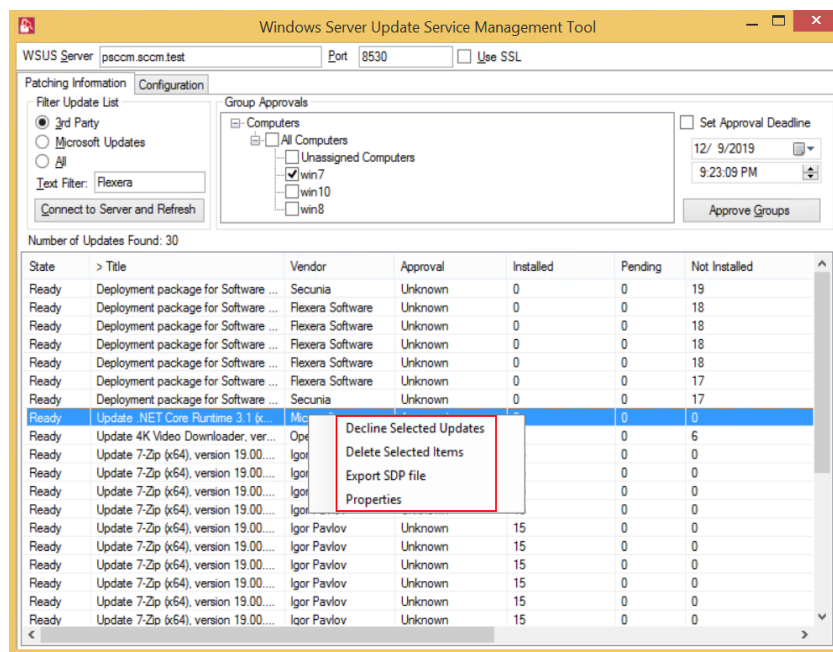 Windows Server Update Service Management Tool
WSUS Server psccm.sccm.test Port 8530 Use SSL
Patching Information Configuration
Filter Update List
3rd Party
Microsoft Updates
All
Text Filter: Flexera
Connect to Server and Refresh
Group Approvals
Computers
All Computers
Unassigned Computers
win7
win10
win8
Set Approval Deadline
12/ 9/2019
9:23:09 PM
Approve Groups
Number of Updates Found: 30
State > Title Vendor Approval Installed Pending Not Installed
Ready Deployment package for Software ... Secunia Unknown 0 0 19
Ready Deployment package for Software ... Flexera Software Unknown 0 0 18
Ready Deployment package for Software ... Flexera Software Unknown 0 0 18
Ready Deployment package for Software ... Flexera Software Unknown 0 0 18
Ready Deployment package for Software ... Flexera Software Unknown 0 0 18
Ready Deployment package for Software ... Flexera Software Unknown 0 0 17
Ready Deployment package for Software ... Secunia Unknown 0 0 17
Ready Update .NET Core Runtime 3.1 (x... 0 0
Ready Update 4K Video Downloader, ver... 0 6
Ready Update 7-Zip (x64), version 19.00.... 0 0
Ready Update 7-Zip (x64), version 19.00.... 0 0
Ready Update 7-Zip (x64), version 19.00.... 0 0
Decline Selected Updates
Delete Selected Items
Export SDP file
Properties
Ready Update 7-Zip (x64), version 19.00.... Igor Pavlov 15 0 0
Ready Update 7-Zip (x64), version 19.00.... Igor Pavlov Unknown 15 0 0
Ready Update 7-Zip (x64), version 19.00.... Igor Pavlov Unknown 15 0 0
Ready Update 7-Zip (x64), version 19.00.... Igor Pavlov Unknown 15 0 0
Ready Update 7-Zip (x64), version 19.00.... Igor Pavlov Unknown 15 0 0
Ready Update 7-Zip (x64), version 19.00.... Igor Pavlov Unknown 15 0 0
Ready Update 7-Zip (x64), version 19.00.... Igor Pavlov Unknown 15 0 0